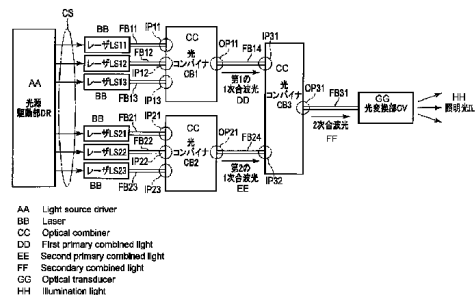 CS
BB FB11 IP11 CC OP11 FB14 IP31
レーザLS11
FB12
レーザLS12
IP12
光
コンバイナ
CB1
レーザLS13
BB FB13 IP13
第1の
1次合波光
DD
AA
光源
駆動部DR
CC
光
コンバイナ
CB3
OP31 FB31
2次合波光
FF
GG
光変換部CV
HH
照明光IL
BB FB21 IP21 CC OP21 FB24
レーザLS21
FB22
レーザLS22
IP22
光
コンバイナ
CB2
レーザLS23
BB FB23 IP23
第2の
1次合波光
EE
IP32
AA Light source driver
BB Laser
CC Optical combiner
DD First primary combined light
EE Second primary combined light
FF Secondary combined light
GG Optical transducer
HH Illumination light